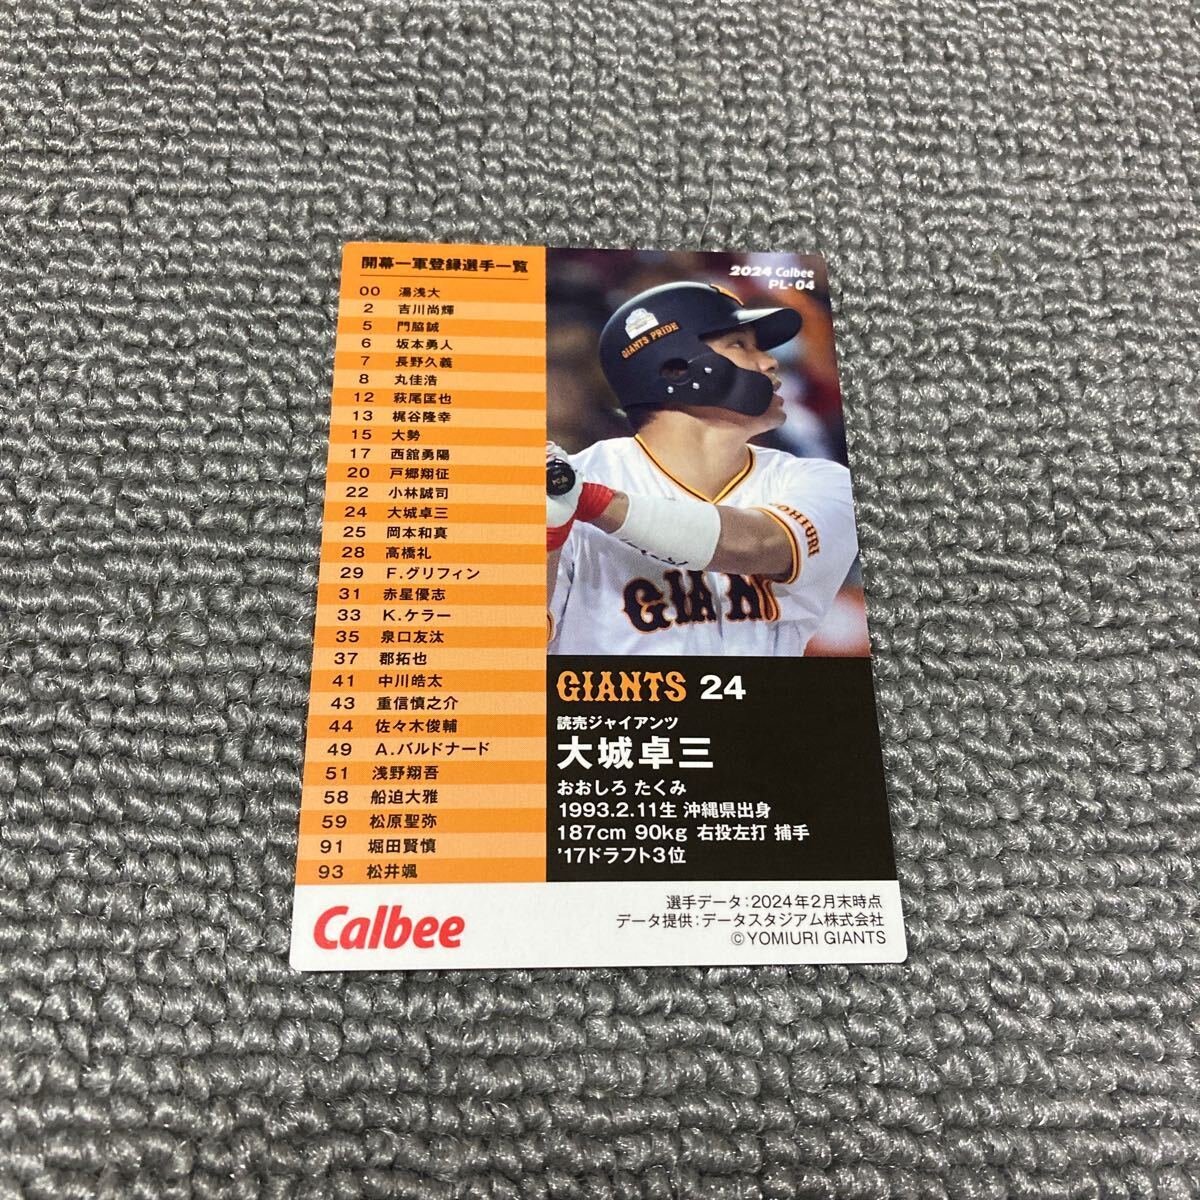 開幕一軍登録選手一覧
00 湯浅大
2 吉川尚輝
5 門脇誠
6 坂本勇人
7 長野久義
8 丸佳浩
12 萩尾匡也
13 梶谷隆幸
15 大勢
17 西舘勇陽
20 戸郷翔征
22 小林誠司
24 大城卓三
25 岡本和真
28 高橋礼
29 F.グリフィン
31 赤星優志
33 K.ケラー
35 泉口友汰
37 郡拓也
41 中川皓太
43 重信慎之介
44 佐々木俊輔
49 A.バルドナード
51 浅野翔吾
58 船迫大雅
59 松原聖弥
91 堀田賢慎
93 松井颯
2024 Calbee
PL-04
GIANTS PRIDE
YOMIURI
GIANTS 24
読売ジャイアンツ
大城卓三
おおしろ たくみ
1993.2.11生 沖縄県出身
187cm 90kg 右投左打 捕手
'17ドラフト3位
Calbee
選手データ:2024年2月末時点
データ提供:データスタジアム株式会社
©YOMIURI GIANTS